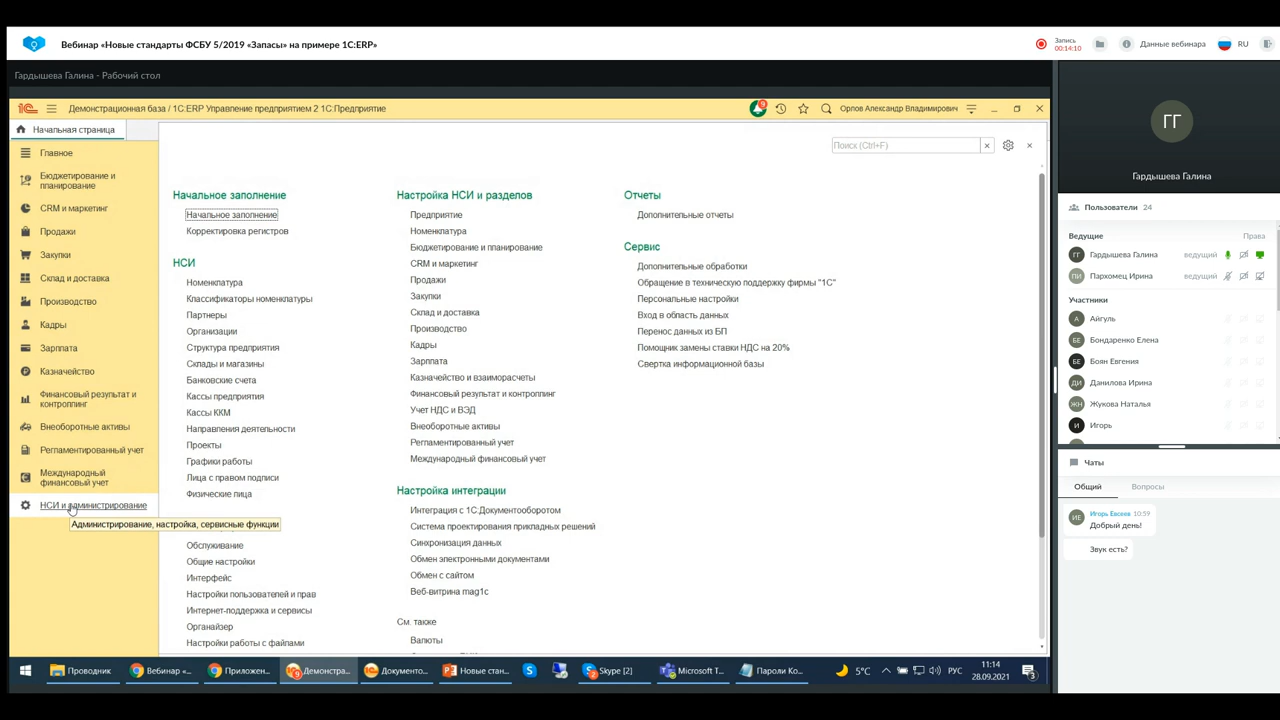 Вебинар «Новые стандарты ФСБУ 5/2019 «Запасы» на примере 1С:ERP»
Запись
00:14:10
Данные вебинара
RU
Гардышева Галина - Рабочий стол
Демонстрационная база / 1С:ERP Управление предприятием 2 1С:Предприятие
Орлов Александр Владимирович
Начальная страница
Главное
Бюджетирование и
планирование
CRM и маркетинг
Продажи
Закупки
Склад и доставка
Производство
Кадры
Зарплата
Казначейство
Финансовый результат и
контроллинг
Внеоборотные активы
Регламентированный учет
Международный
финансовый учет
НСИ и администрирование
Администрирование, настройка, сервисные функции
Поиск (Ctrl+F)
Начальное заполнение
Начальное заполнение
Корректировка регистров
НСИ
Номенклатура
Классификаторы номенклатуры
Партнеры
Организации
Структура предприятия
Склады и магазины
Банковские счета
Кассы предприятия
Кассы ККМ
Направления деятельности
Проекты
Графики работы
Лица с правом подписи
Физические лица
Обслуживание
Общие настройки
Интерфейс
Настройки пользователей и прав
Интернет-поддержка и сервисы
Органайзер
Настройки работы с файлами
Настройка НСИ и разделов
Предприятие
Номенклатура
Бюджетирование и планирование
CRM и маркетинг
Продажи
Закупки
Склад и доставка
Производство
Кадры
Зарплата
Казначейство и взаиморасчеты
Финансовый результат и контроллинг
Учет НДС и ВЭД
Внеоборотные активы
Регламентированный учет
Международный финансовый учет
Настройка интеграции
Интеграция с 1С:Документооборотом
Система проектирования прикладных решений
Синхронизация данных
Обмен электронными документами
Обмен с сайтом
Веб-витрина mag1c
См. также
Валюты
Отчеты
Дополнительные отчеты
Сервис
Дополнительные обработки
Обращение в техническую поддержку фирмы "1С"
Персональные настройки
Вход в область данных
Перенос данных из БП
Помощник замены ставки НДС на 20%
Свертка информационной базы
ГГ
Гардышева Галина
Пользователи 24
Ведущие
Права
ГГ Гардышева Галина ведущий
ПИ Пархомец Ирина ведущий
Участники
А Айгуль
БЕ Бондаренко Елена
БЕ Боян Евгения
ДИ Данилова Ирина
ЖН Жукова Наталья
И Игорь
Чаты
Общий
Вопросы
ИЕ Игорь Евсеев 10:59
Добрый день!
Звук есть?
Проводник
Вебинар «...
Приложен...
Демонстра...
Документо...
Новые стан...
Skype [2]
Microsoft T...
Пароли Ко...
5°C
РУС
11:14
28.09.2021
3